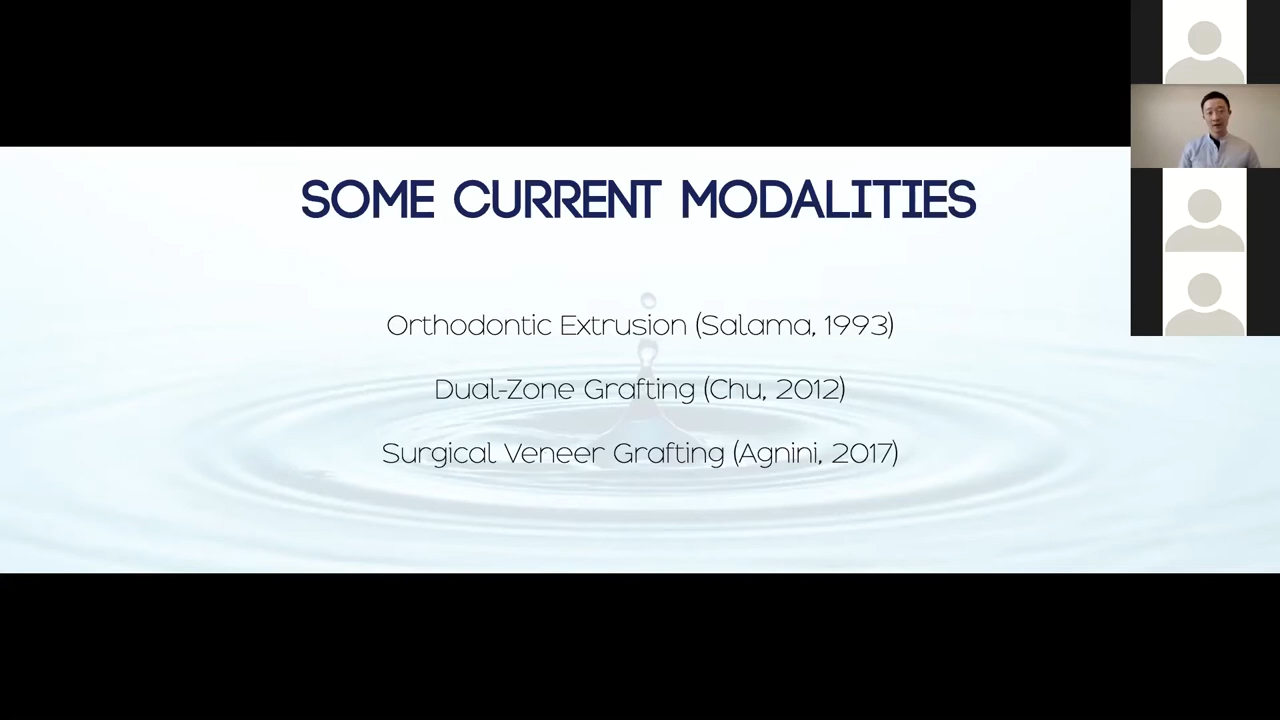 SOME CURRENT MODALITIES
Orthodontic Extrusion (Salama, 1993)
Dual-Zone Grafting (Chu, 2012)
Surgical Veneer Grafting (Agnini, 2017)